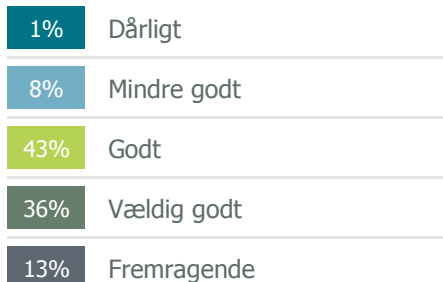 1% Dårligt
8% Mindre godt
43% Godt
36% Vældig godt
13% Fremragende